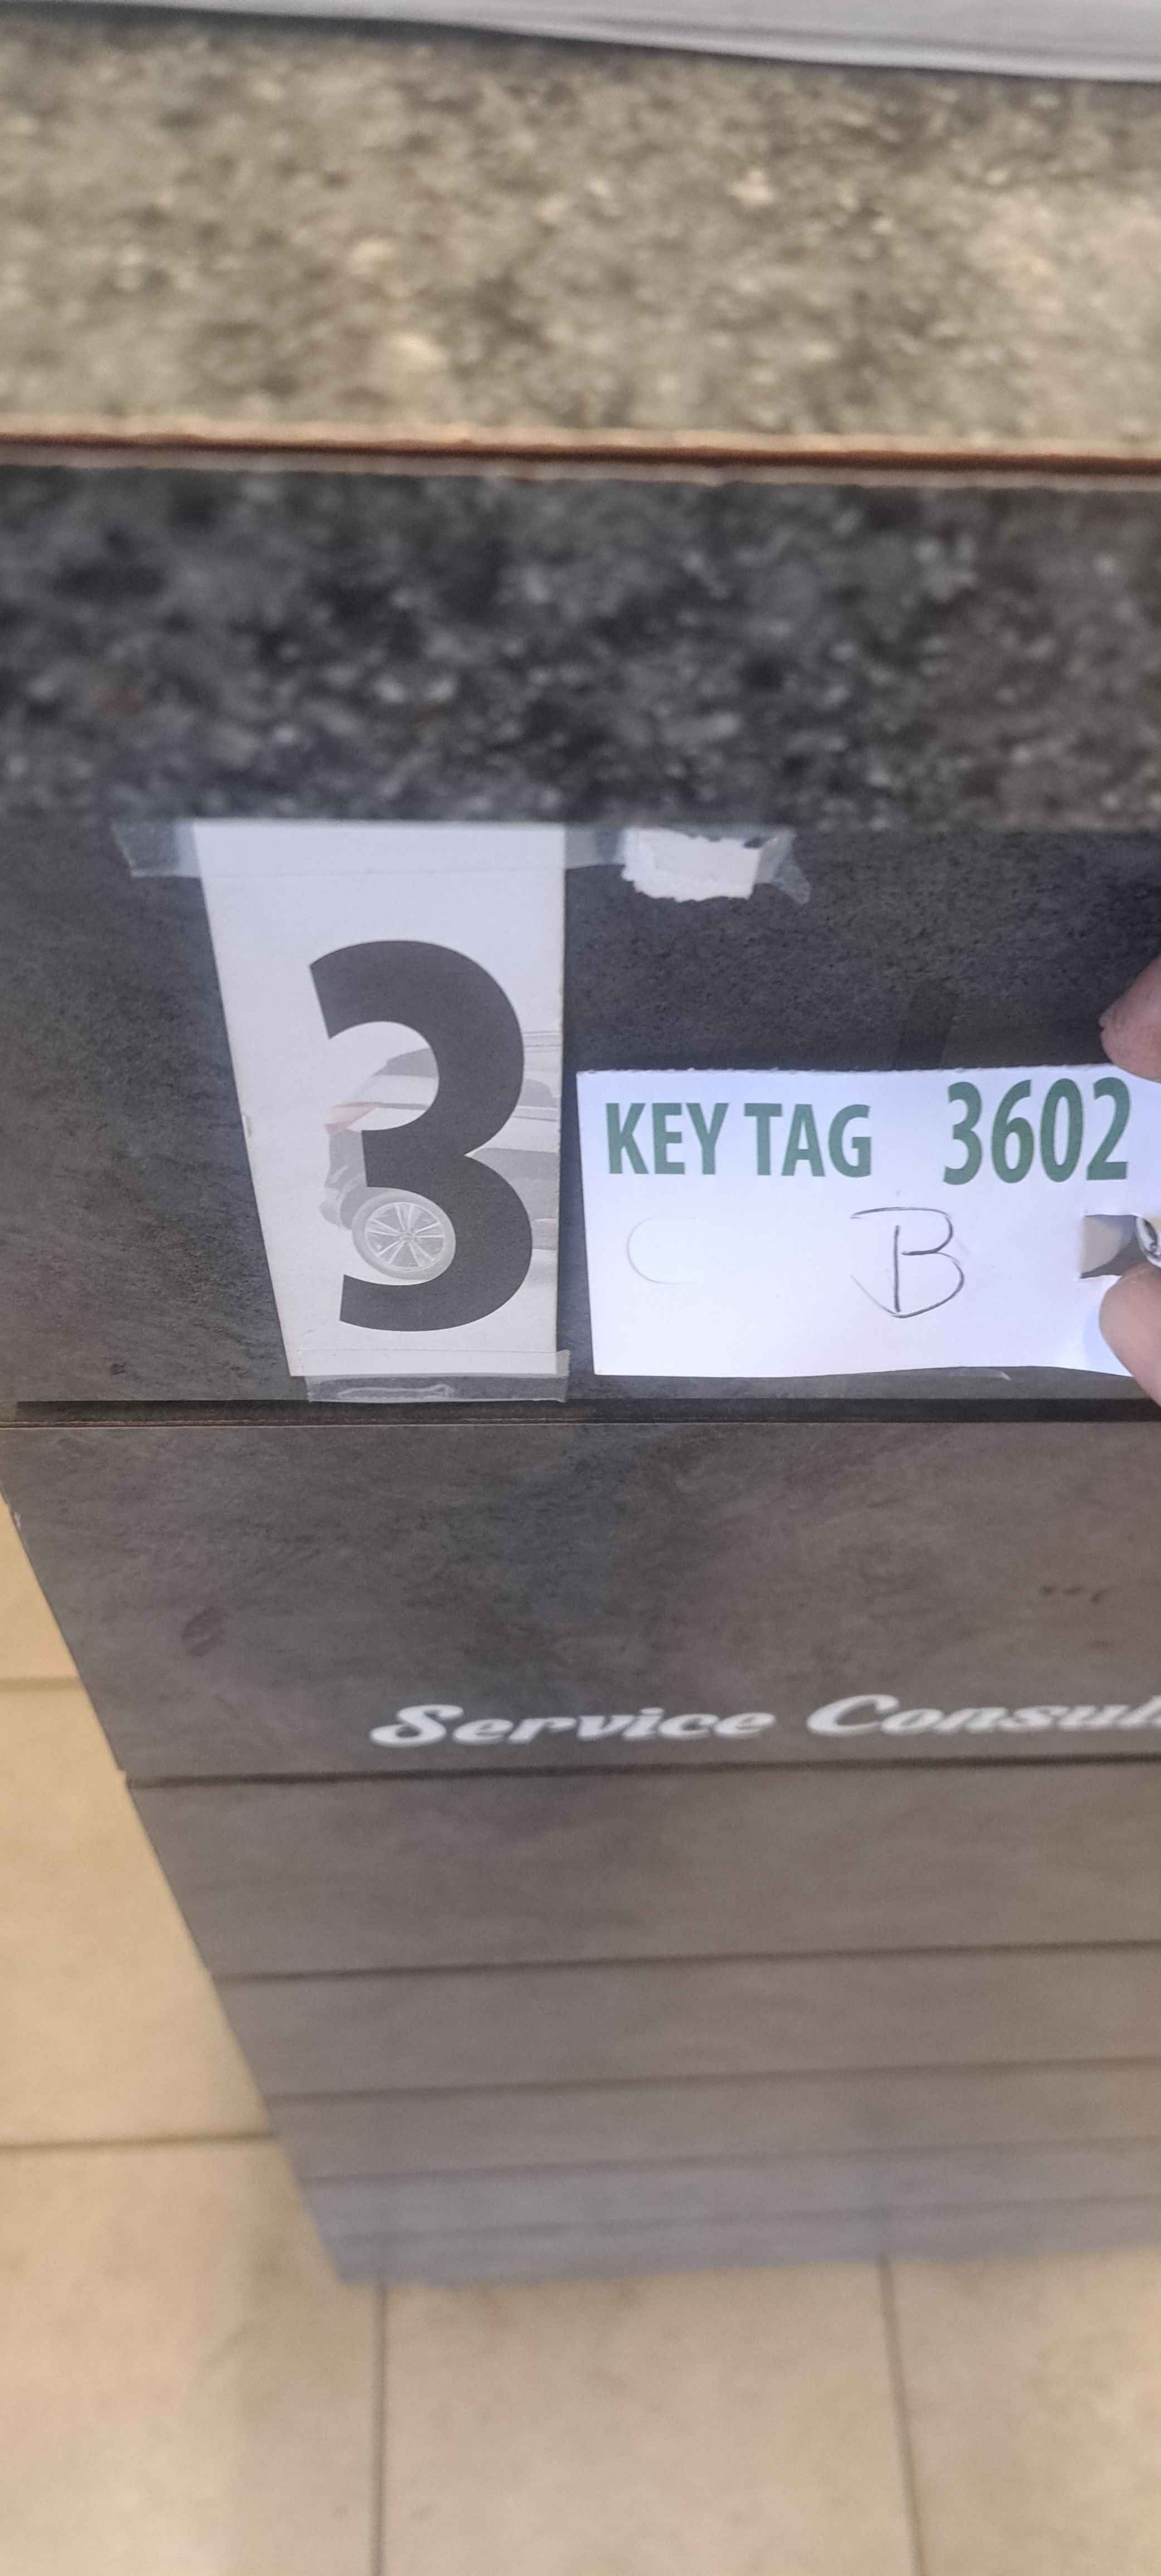 3
KEY TAG 3602
B
Service Consul